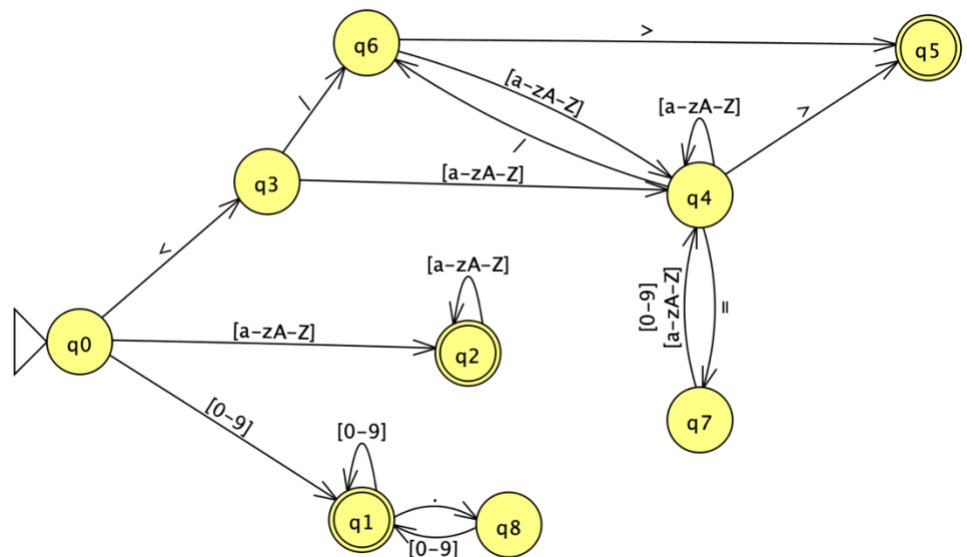 >
q6
q5
[a-zA-Z]
[a-zA-Z]
/
>
/
q3
[a-zA-Z]
q4
<
[a-zA-Z]
q0
[a-zA-Z]
q2
[0-9]
[a-zA-Z]
=
[0-9]
q7
[0-9]
q1
.
q8
[0-9]